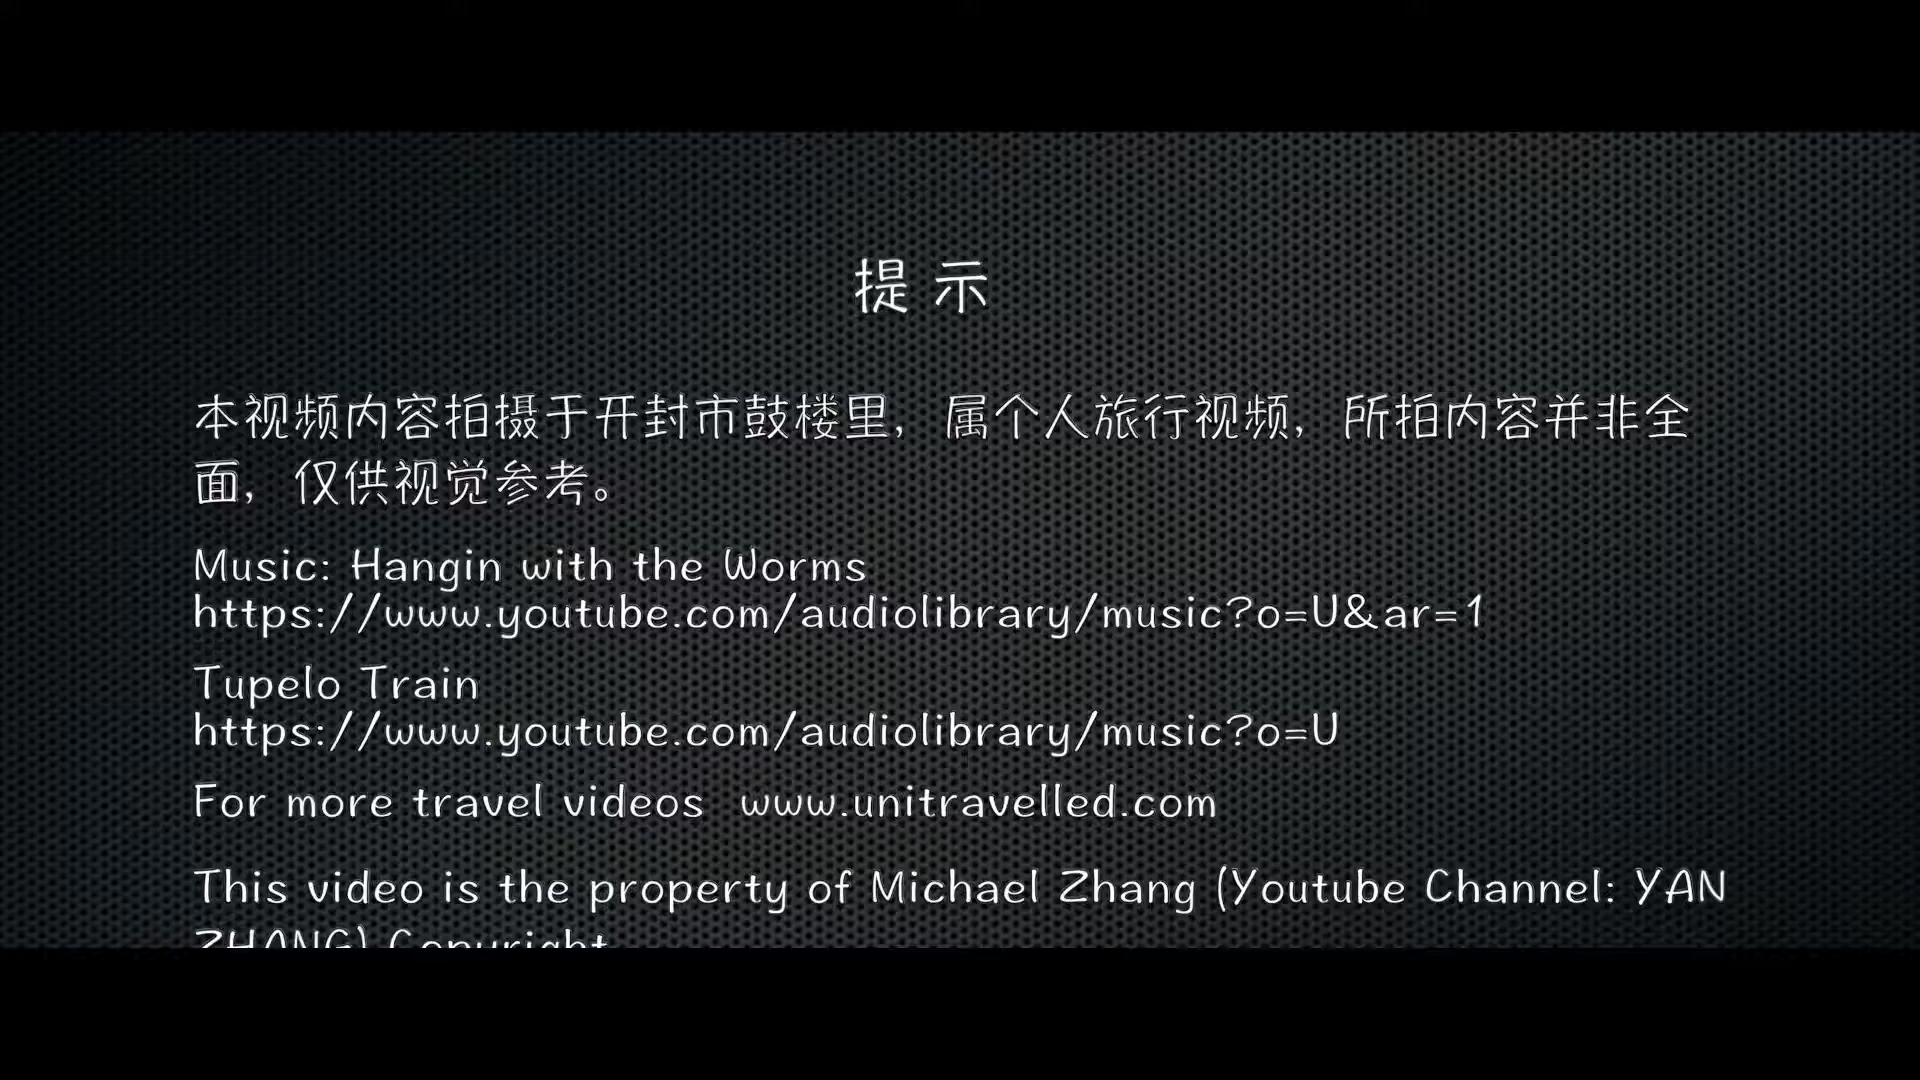 提示
本视频内容拍摄于开封市鼓楼里，属个人旅行视频，所拍内容并非全
面，仅供视觉参考。
Music: Hangin with the Worms
https://www.youtube.com/audiolibrary/music?o=U&ar=1
Tupelo Train
https://www.youtube.com/audiolibrary/music?o=U
For more travel videos www.unitravelled.com
This video is the property of Michael Zhang (Youtube Channel: YAN
ZHANG) Copyright